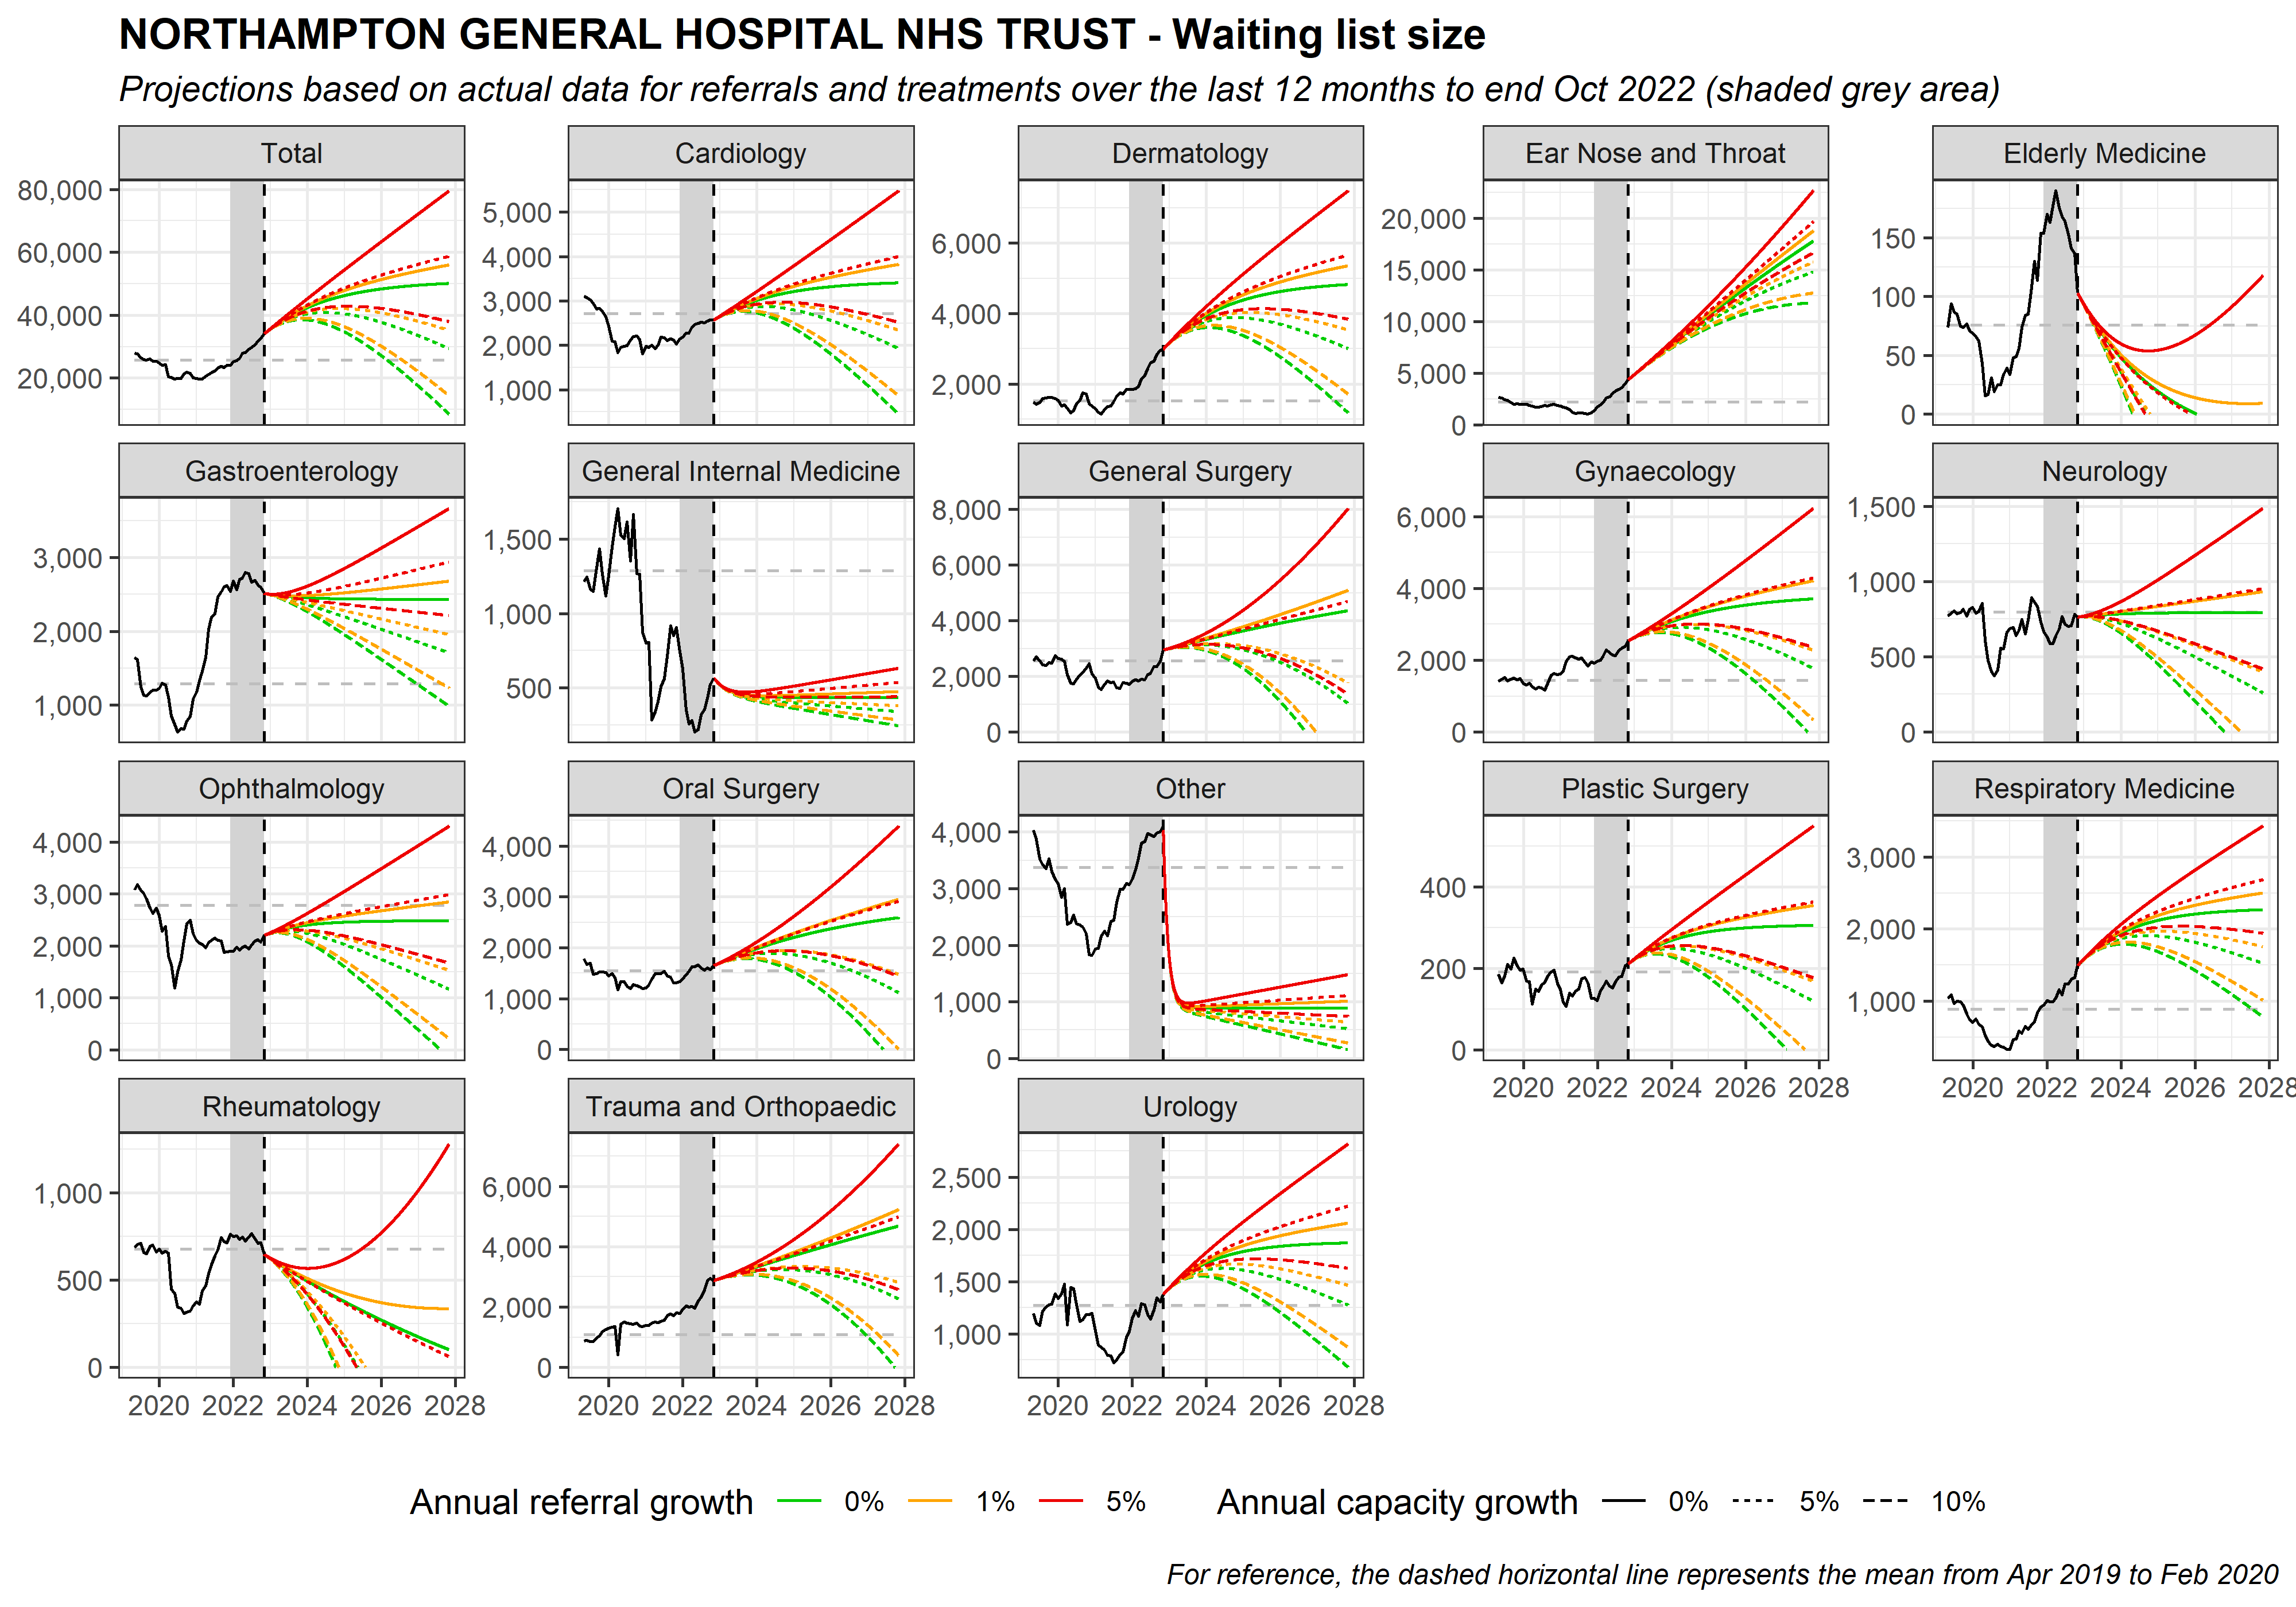 NORTHAMPTON GENERAL HOSPITAL NHS TRUST - Waiting list size
Projections based on actual data for referrals and treatments over the last 12 months to end Oct 2022 (shaded grey area)
Total
80,000
60,000
40,000
20,000
Cardiology
5,000
4,000
3,000
2,000
1,000
Dermatology
6,000
4,000
2,000
Ear Nose and Throat
20,000
15,000
10,000
5,000
0
Elderly Medicine
150
100
50
0
Gastroenterology
3,000
2,000
1,000
General Internal Medicine
1,500
1,000
500
General Surgery
8,000
6,000
4,000
2,000
0
Gynaecology
6,000
4,000
2,000
0
Neurology
1,500
1,000
500
0
Ophthalmology
4,000
3,000
2,000
1,000
0
Oral Surgery
4,000
3,000
2,000
1,000
0
Other
4,000
3,000
2,000
1,000
0
Plastic Surgery
400
200
0
2020 2022 2024 2026 2028
Respiratory Medicine
3,000
2,000
1,000
2020 2022 2024 2026 2028
Rheumatology
1,000
500
0
2020 2022 2024 2026 2028
Trauma and Orthopaedic
6,000
4,000
2,000
0
2020 2022 2024 2026 2028
Urology
2,500
2,000
1,500
1,000
2020 2022 2024 2026 2028
Annual referral growth 0% 1% 5% Annual capacity growth 0% 5% 10%
For reference, the dashed horizontal line represents the mean from Apr 2019 to Feb 2020